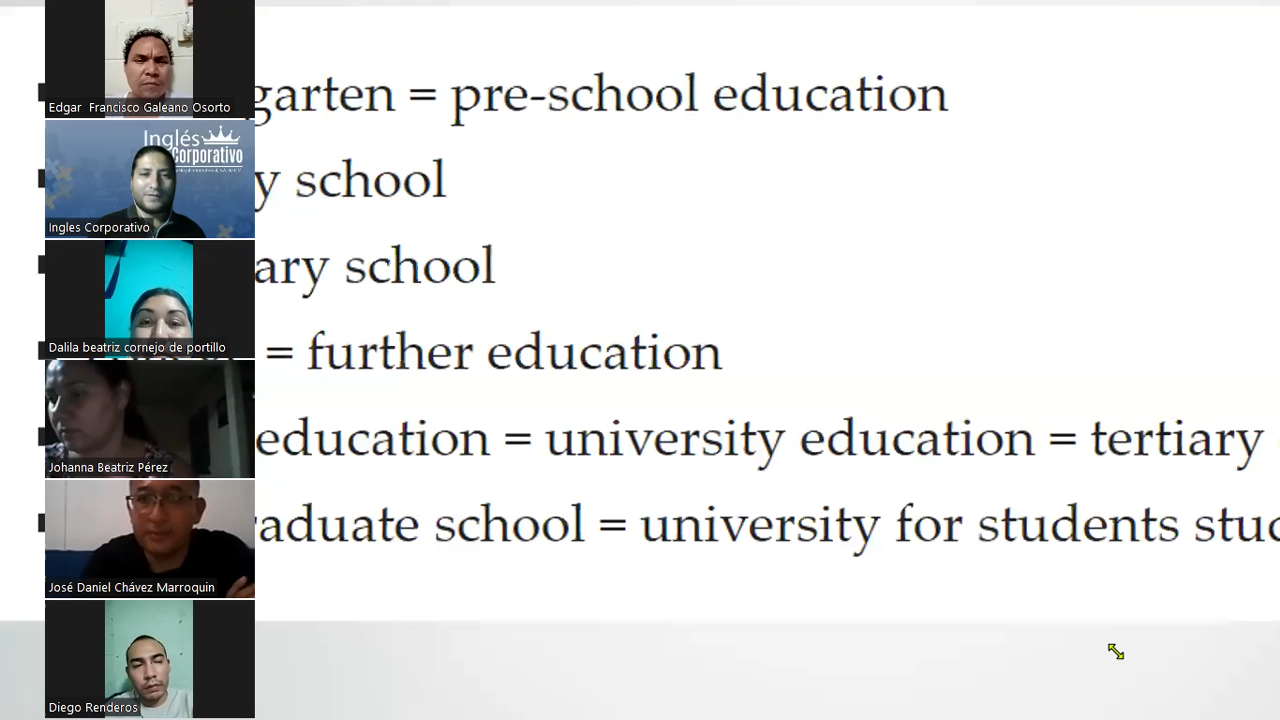 Edgar Francisco Galeano Osorto
Inglés
Corporativo
Ingles Corporativo
Dalila beatriz cornejo de portillo
Johanna Beatriz Pérez
José Daniel Chávez Marroquin
Diego Renderos
garten = pre-school education
y school
ary school
= further education
education = university education = tertiary
raduate school = university for students stud